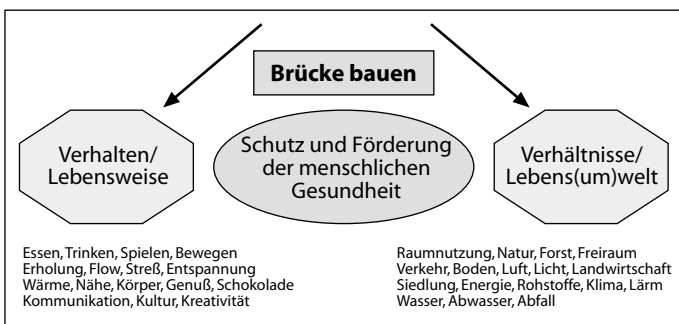 Brücke bauen
Verhalten/
Lebensweise
Schutz und Förderung
der menschlichen
Gesundheit
Verhältnisse/
Lebens(um)welt
Essen, Trinken, Spielen, Bewegen
Erholung, Flow, Streß, Entspannung
Wärme, Nähe, Körper, Genuß, Schokolade
Kommunikation, Kultur, Kreativität
Raumnutzung, Natur, Forst, Freiraum
Verkehr, Boden, Luft, Licht, Landwirtschaft
Siedlung, Energie, Rohstoffe, Klima, Lärm
Wasser, Abwasser, Abfall